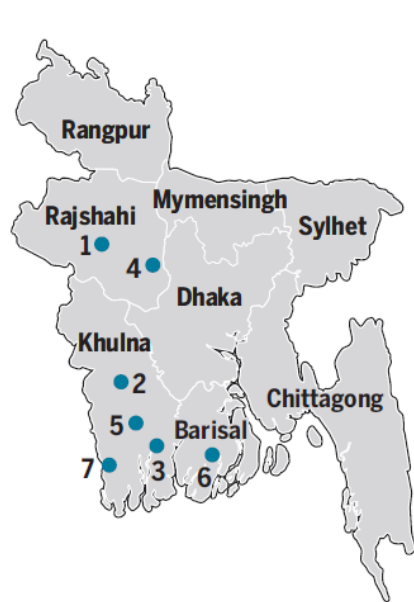 Rangpur
Mymensingh
Rajshahi
Sylhet
1
4
Dhaka
Khulna
2
Chittagong
5
Barisal
7
3
6